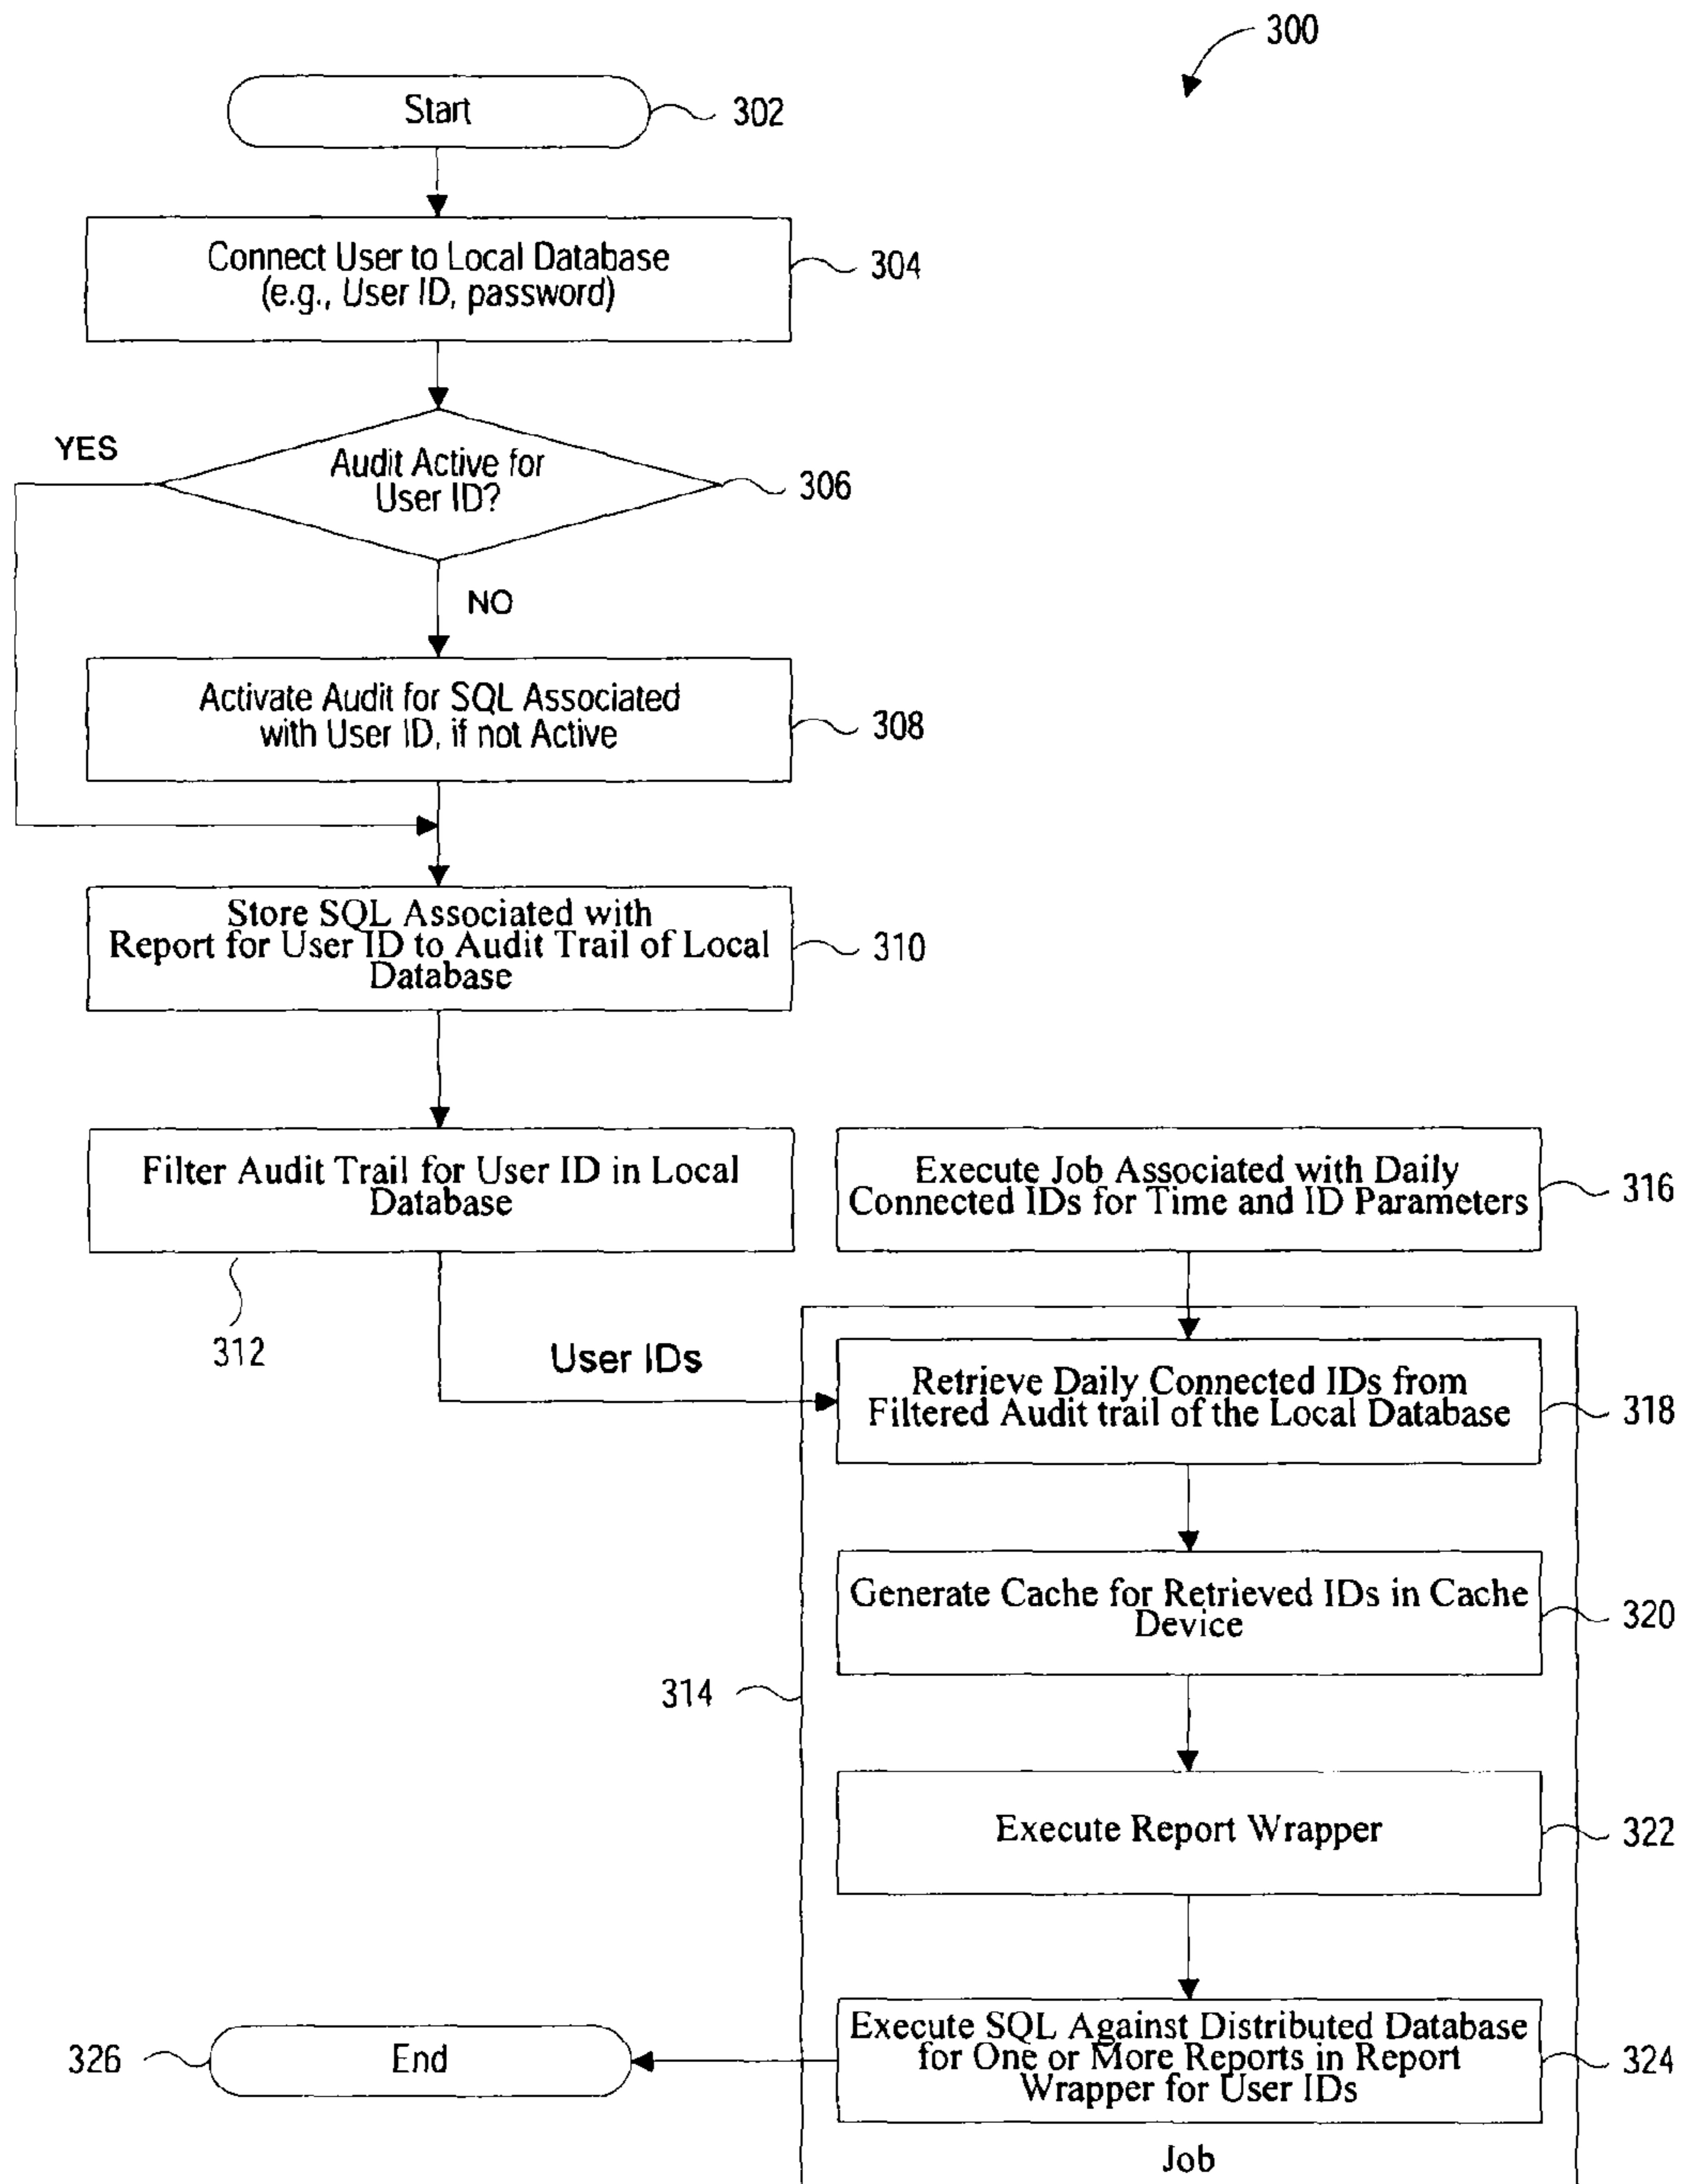 300
Start
302
Connect User to Local Database
(e.g., User ID, password)
304
YES
Audit Active for
User ID?
306
NO
Activate Audit for SQL Associated
with User ID, if not Active
308
Store SQL Associated with
Report for User ID to Audit Trail of Local
Database
310
Filter Audit Trail for User ID in Local
Database
312
Execute Job Associated with Daily
Connected IDs for Time and ID Parameters
316
User IDs
Retrieve Daily Connected IDs from
Filtered Audit trail of the Local Database
318
Generate Cache for Retrieved IDs in Cache
Device
320
314
Execute Report Wrapper
322
Execute SQL Against Distributed Database
for One or More Reports in Report
Wrapper for User IDs
324
326
End
Job